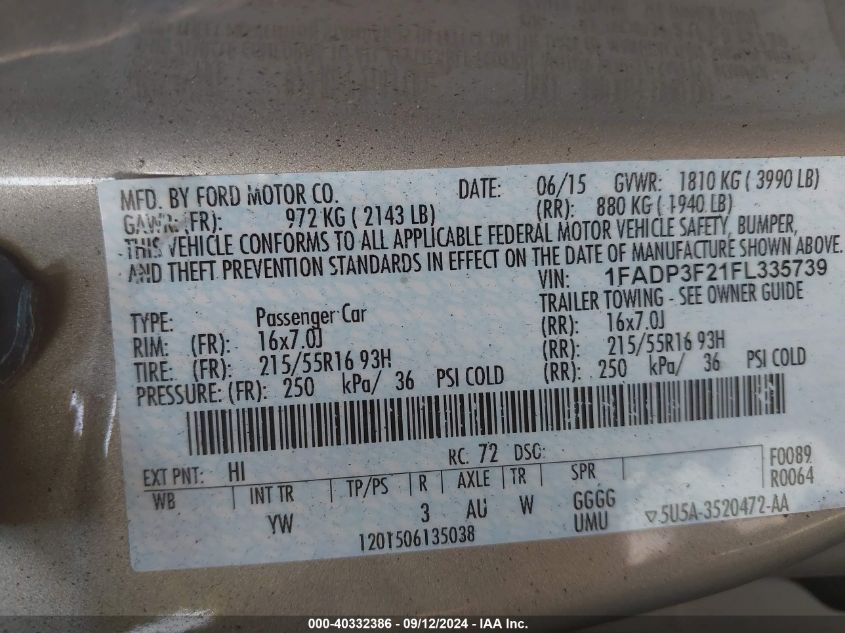 MFD. BY FORD MOTOR CO. DATE: 06/15 GVWR: 1810 KG ( 3990 LB)
GAWR: (FR): 972 KG ( 2143 LB) (RR): 880 KG ( 1940 LB)
THIS VEHICLE CONFORMS TO ALL APPLICABLE FEDERAL MOTOR VEHICLE SAFETY, BUMPER,
AND THEFT PREVENTION STANDARDS IN EFFECT ON THE DATE OF MANUFACTURE SHOWN ABOVE.
VIN: 1FADP3F21FL335739
TYPE: Passenger Car TRAILER TOWING - SEE OWNER GUIDE
RIM: (FR): 16x7.0J (RR): 16x7.0J
TIRE: (FR): 215/55R16 93H (RR): 215/55R16 93H
PRESSURE: (FR): 250 kPa/ 36 PSI COLD (RR): 250 kPa/ 36 PSI COLD
EXT PNT: HI RC: 72 DSO: F0089
WB INT TR TP/PS R AXLE TR SPR R0064
YW 3 AU W GGGG
UMU ▽5U5A-3520472-AA
120T506135038
000-40332386 - 09/12/2024 - IAA Inc.